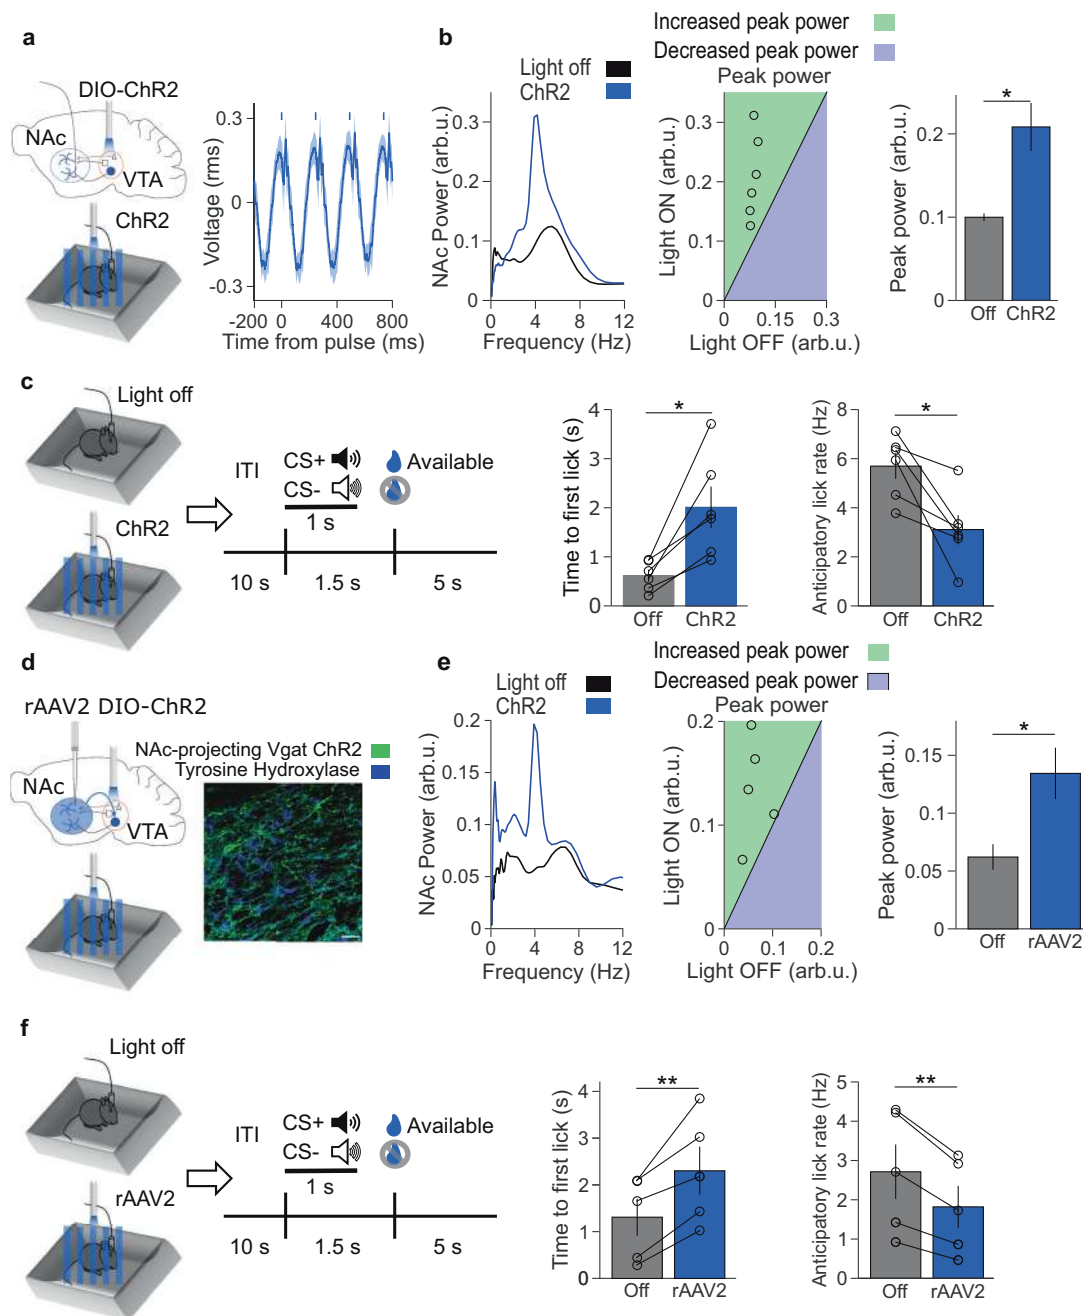 a
DIO-ChR2
NAc
VTA
ChR2
Voltage (ms)
0.3
0
-0.3
-200 0 400 800
Time from pulse (ms)
b
Light off
ChR2
NAc Power (arb.u.)
0.3
0.2
0.1
0
0 4 8 12
Frequency (Hz)
Increased peak power
Decreased peak power
Peak power
Light ON (arb.u.)
0.3
0.2
0.1
0
0 0.1 0.2 0.3
Light OFF (arb.u.)
Peak power (arb.u.)
0.2
0.1
0
*
Off ChR2
c
Light off
ChR2
ITI
CS+
CS-
Available
1 s
10 s 1.5 s 5 s
Time to first lick (s)
4
3
2
1
0
*
Off ChR2
Anticipatory lick rate (Hz)
8
6
4
2
0
*
Off ChR2
d
rAAV2 DIO-ChR2
NAc
VTA
NAc-projecting Vgat ChR2
Tyrosine Hydroxylase
e
Light off
ChR2
NAc Power (arb.u.)
0.2
0.15
0.1
0.05
0
0 4 8 12
Frequency (Hz)
Increased peak power
Decreased peak power
Peak power
Light ON (arb.u.)
0.2
0.1
0
0 0.1 0.2
Light OFF (arb.u.)
Peak power (arb.u.)
0.15
0.10
0.05
0
*
Off rAAV2
f
Light off
rAAV2
ITI
CS+
CS-
Available
1 s
10 s 1.5 s 5 s
Time to first lick (s)
4
3
2
1
0
**
Off rAAV2
Anticipatory lick rate (Hz)
5
4
3
2
1
0
**
Off rAAV2